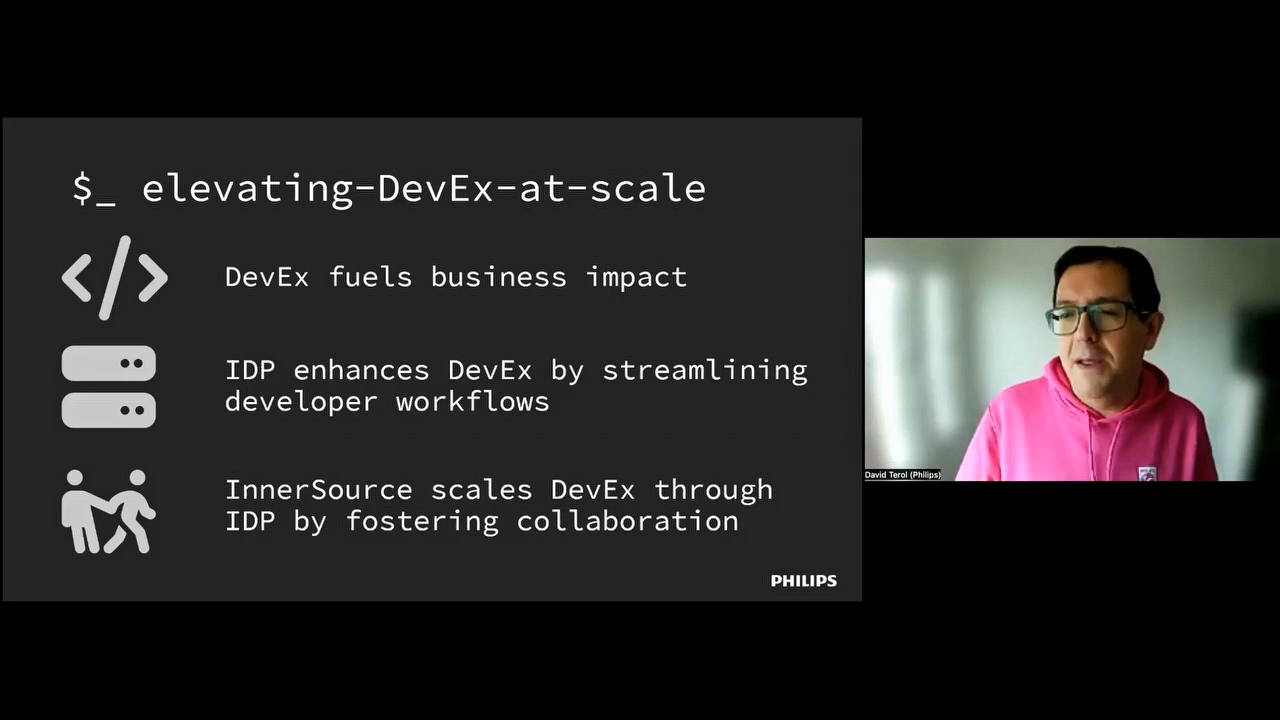 $_ elevating-DevEx-at-scale
DevEx fuels business impact
IDP enhances DevEx by streamlining
developer workflows
InnerSource scales DevEx through
IDP by fostering collaboration
PHILIPS
David Terol (Philips)